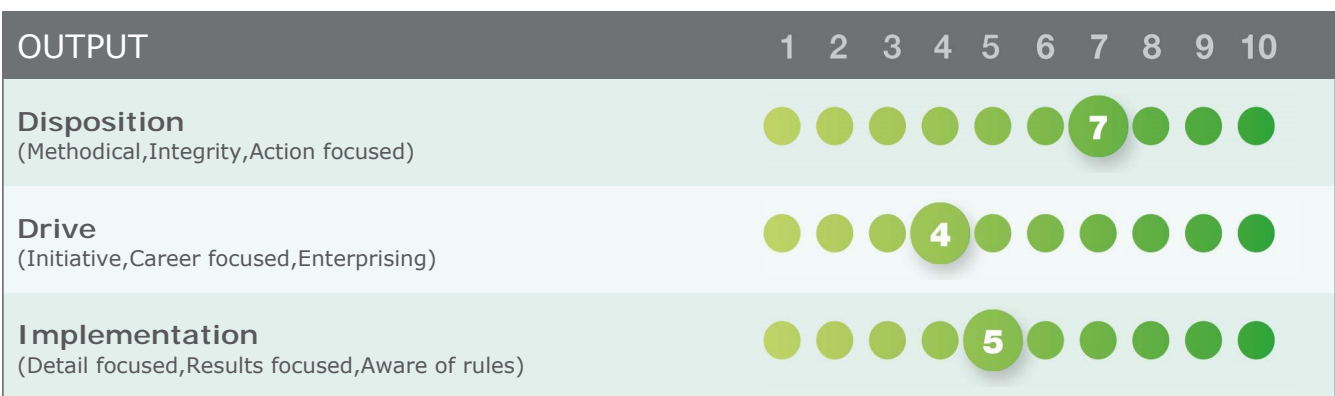 OUTPUT 1 2 3 4 5 6 7 8 9 10
Disposition
(Methodical,Integrity,Action focused)
7
Drive
(Initiative,Career focused,Enterprising)
4
Implementation
(Detail focused,Results focused,Aware of rules)
5